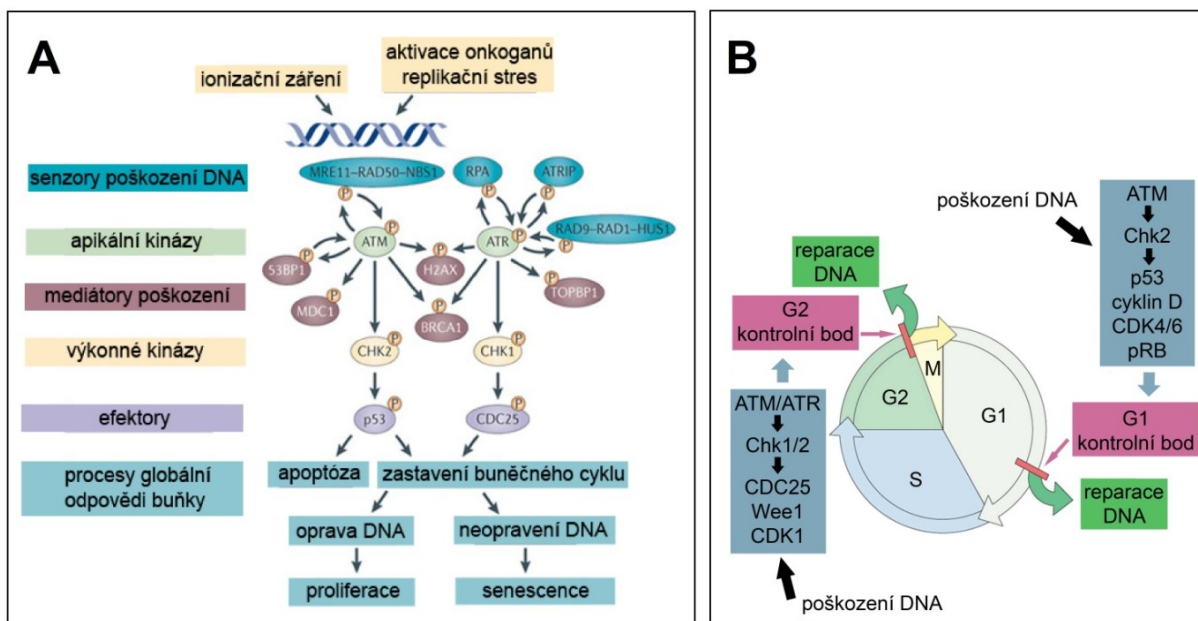 A
ionizační záření
aktivace onkoganů
replikační stres
senzory poškození DNA
MRE11–RAD50–NBS1
RPA
ATRIP
P
P
P
RAD9–RAD1–HUS1
apikální kinázy
P
ATM
ATR
P
P
P
53BP1
P
H2AX
P
TOPBP1
mediátory poškození
P
MDC1
P
BRCA1
výkonné kinázy
P
CHK2
P
CHK1
efektory
P
p53
P
CDC25
procesy globální
odpovědi buňky
apoptóza
zastavení buněčného cyklu
oprava DNA
neopravení DNA
proliferace
senescence
B
poškození DNA
ATM
Chk2
p53
cyklin D
CDK4/6
pRB
reparace
DNA
G2
kontrolní bod
M
G2
G1
S
ATM/ATR
Chk1/2
CDC25
Wee1
CDK1
G1
kontrolní bod
reparace
DNA
poškození DNA